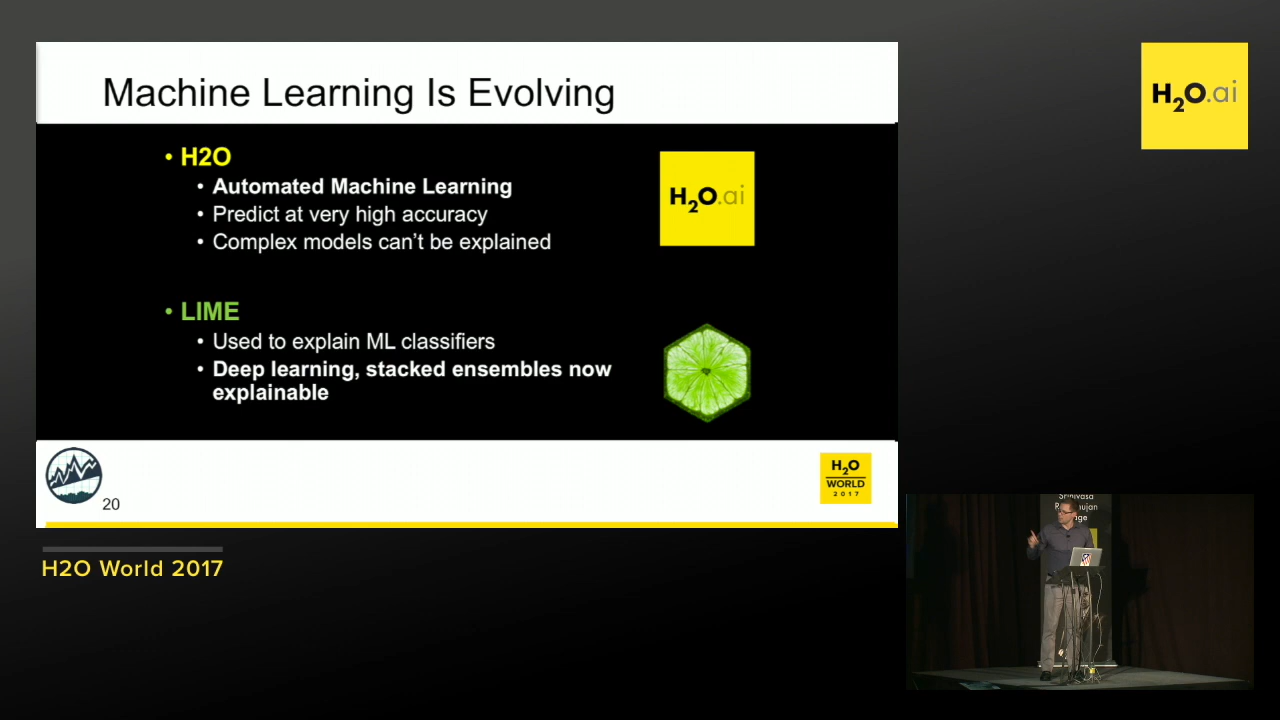 Machine Learning Is Evolving
• H2O
• Automated Machine Learning
• Predict at very high accuracy
• Complex models can’t be explained
• LIME
• Used to explain ML classifiers
• Deep learning, stacked ensembles now
explainable
H2O.ai
H2O.ai
20
H2O
WORLD
2017
H2O World 2017
Srinivasa